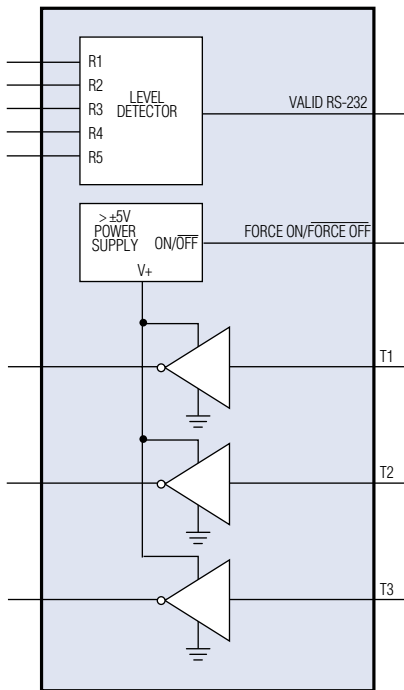 R1
R2
R3
R4
R5
LEVEL
DETECTOR
VALID RS-232
> ±5V
POWER
SUPPLY
ON/OFF
V+
FORCE ON/FORCE OFF
T1
T2
T3